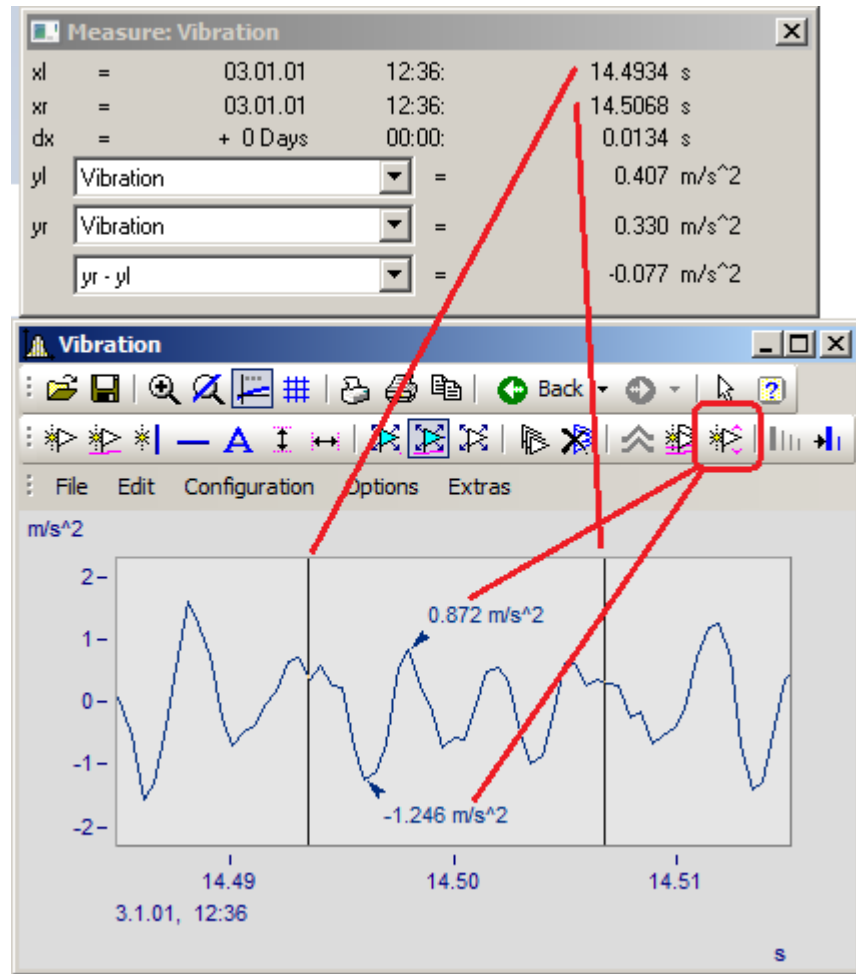 Measure: Vibration
xl = 03.01.01 12:36: 14.4934 s
xr = 03.01.01 12:36: 14.5068 s
dx = + 0 Days 00:00: 0.0134 s
yl Vibration = 0.407 m/s^2
yr Vibration = 0.330 m/s^2
yr - yl = -0.077 m/s^2
Vibration
Back
A
File Edit Configuration Options Extras
m/s^2
2
0.872 m/s^2
1
0
-1
-1.246 m/s^2
-2
14.49 14.50 14.51
3.1.01, 12:36
s